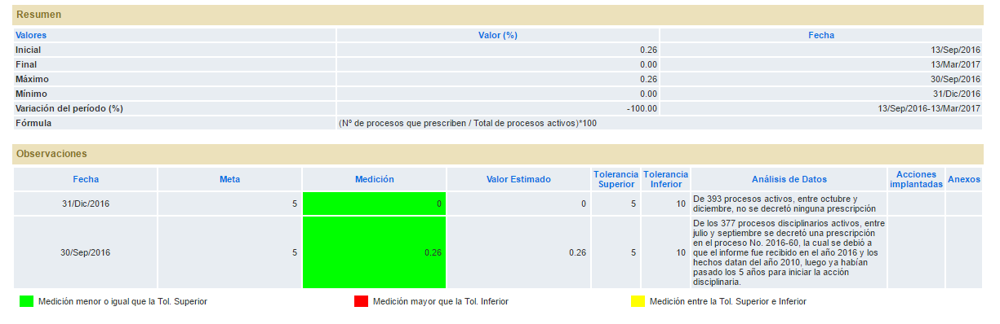 Resumen
Valores Valor (%) Fecha
Inicial 0.26 13/Sep/2016
Final 0.00 13/Mar/2017
Máximo 0.26 30/Sep/2016
Mínimo 0.00 31/Dic/2016
Variación del período (%) -100.00 13/Sep/2016-13/Mar/2017
Fórmula (Nº de procesos que prescriben / Total de procesos activos)*100
Observaciones
Fecha Meta Medición Valor Estimado Tolerancia Superior Tolerancia Inferior Análisis de Datos Acciones implantadas Anexos
31/Dic/2016 5 0 0 5 10
De 393 procesos activos, entre octubre y
diciembre, no se decretó ninguna prescripción
30/Sep/2016 5 0.26 0.26 5 10
De los 377 procesos disciplinarios activos, entre
julio y septiembre se decretó una prescripción
en el proceso No. 2016-60, la cual se debió a
que el informe fue recibido en el año 2016 y los
hechos datan del año 2010, luego ya habían
pasado los 5 años para iniciar la acción
disciplinaria.
Medición menor o igual que la Tol. Superior Medición mayor que la Tol. Inferior Medición entre la Tol. Superior e Inferior